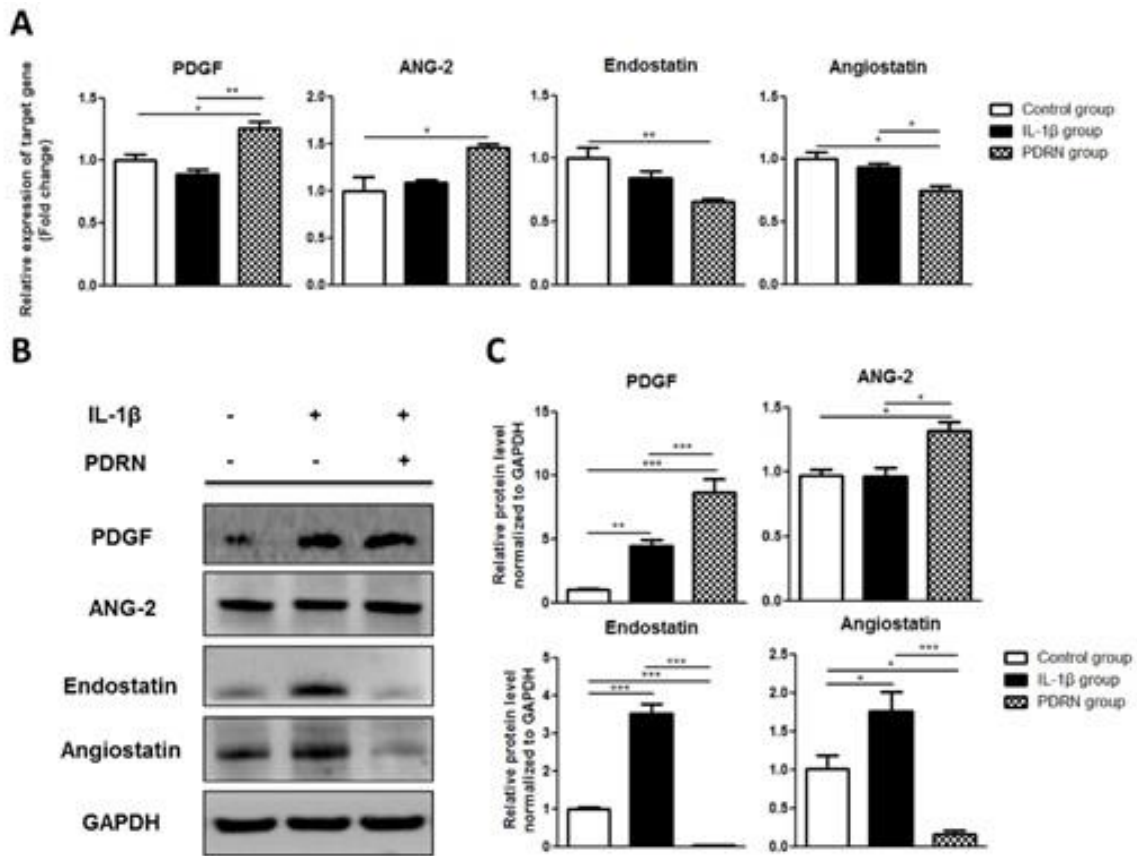 A
PDGF
ANG-2
Endostatin
Angiostatin
Relative expression of target gene
(Fold change)
1.5
1.0
0.5
0.0
*
**
2.0
1.5
1.0
0.5
0.0
*
1.5
1.0
0.5
0.0
**
1.5
1.0
0.5
0.0
*
*
Control group
IL-1β group
PDRN group
B
IL-1β - + +
PDRN - - +
PDGF
ANG-2
Endostatin
Angiostatin
GAPDH
C
PDGF
ANG-2
Relative protein level
normalized to GAPDH
15
10
5
0
**
***
***
1.5
1.0
0.5
0.0
*
*
Endostatin
Angiostatin
Relative protein level
normalized to GAPDH
5
4
3
2
1
0
***
***
***
2.5
2.0
1.5
1.0
0.5
0.0
*
*
***
Control group
IL-1β group
PDRN group